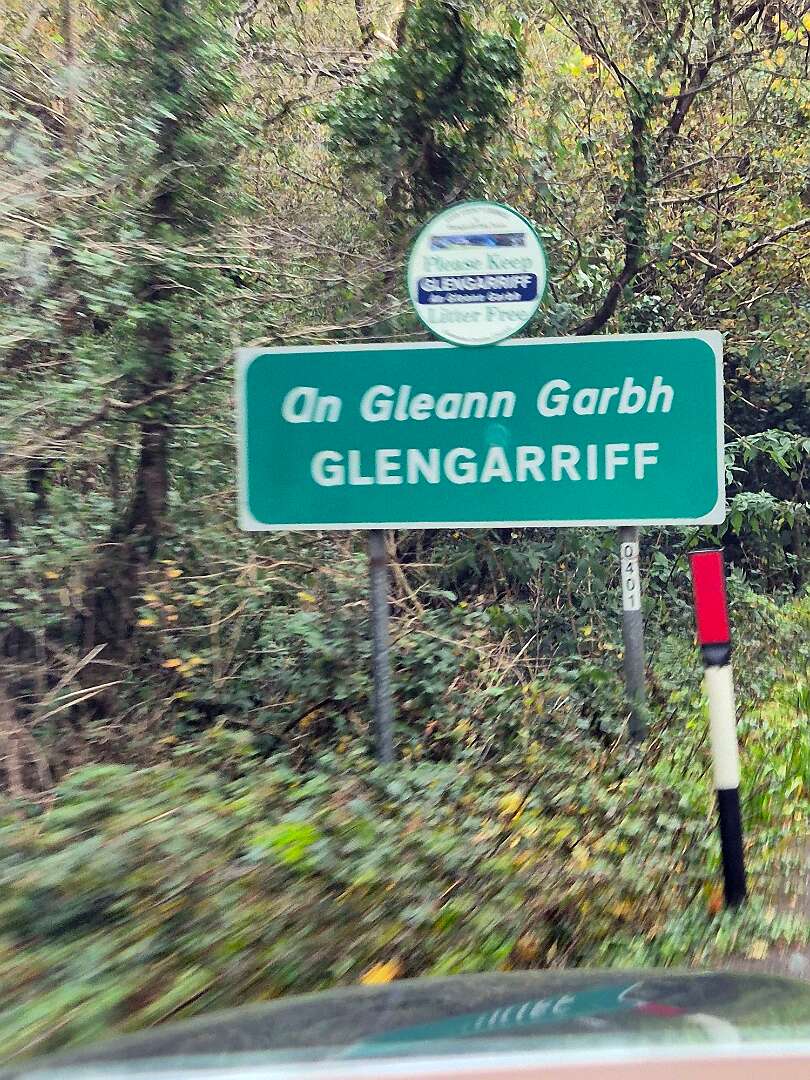 Please Keep
GLENGARRIFF
An Gleann Garbh
Litter Free
An Gleann Garbh
GLENGARRIFF
0401